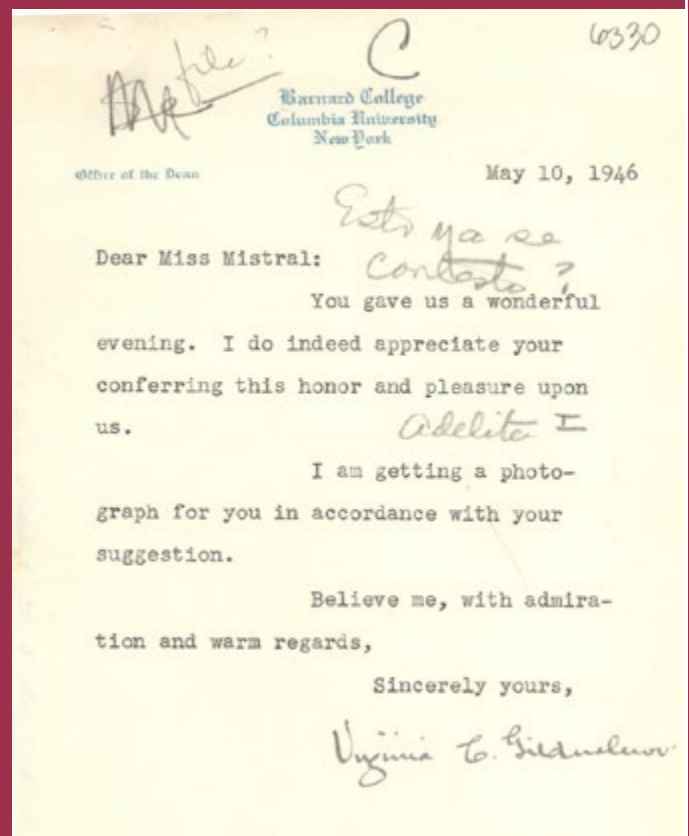 file?
C
6330
Barnard College
Columbia University
New York
Office of the Dean
May 10, 1946
Esto ya se
contestó?
Dear Miss Mistral:
You gave us a wonderful
evening. I do indeed appreciate your
conferring this honor and pleasure upon
us.
Adelita I
I am getting a photo-
graph for you in accordance with your
suggestion.
Believe me, with admira-
tion and warm regards,
Sincerely yours,
Virginia C. Gildersleeve